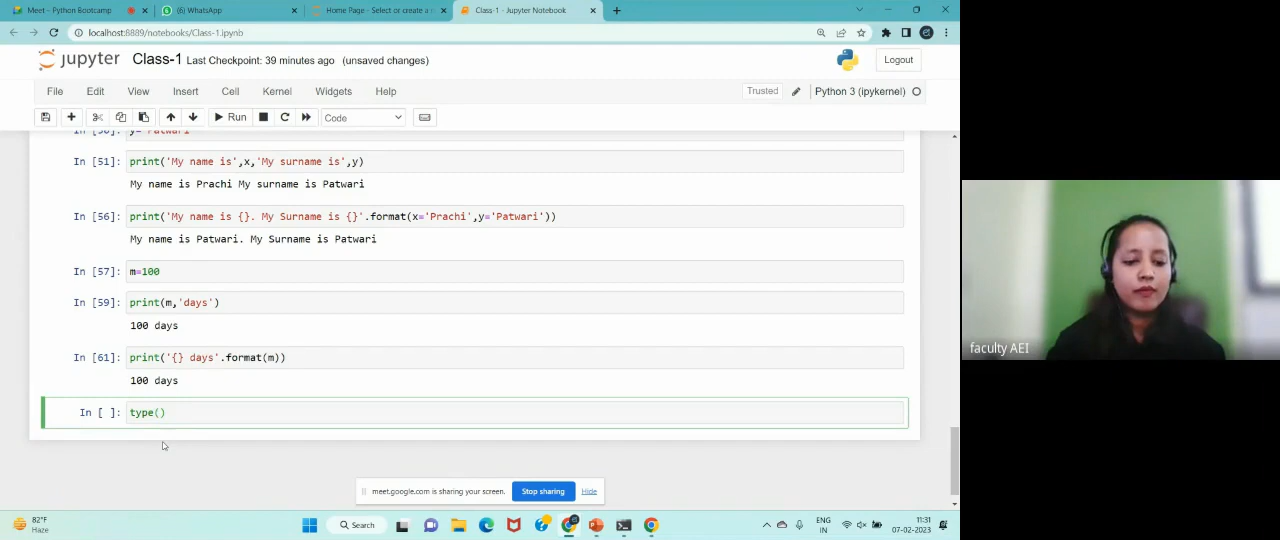 Meet - Python Bootcamp
(6) WhatsApp
Home Page - Select or create a n
Class-1 - Jupyter Notebook
localhost:8889/notebooks/Class-1.ipynb
jupyter Class-1 Last Checkpoint: 39 minutes ago (unsaved changes)
Logout
File Edit View Insert Cell Kernel Widgets Help
Trusted
Python 3 (ipykernel)
Run
Code
In [51]: print('My name is',x,'My surname is',y)
My name is Prachi My surname is Patwari
In [56]: print('My name is {}. My Surname is {}'.format(x='Prachi',y='Patwari'))
My name is Patwari. My Surname is Patwari
In [57]: m=100
In [59]: print(m,'days')
100 days
In [61]: print('{} days'.format(m))
100 days
In [ ]: type()
meet.google.com is sharing your screen.
Stop sharing
Hide
faculty AEI
82°F
Haze
Search
ENG
IN
11:31
07-02-2023